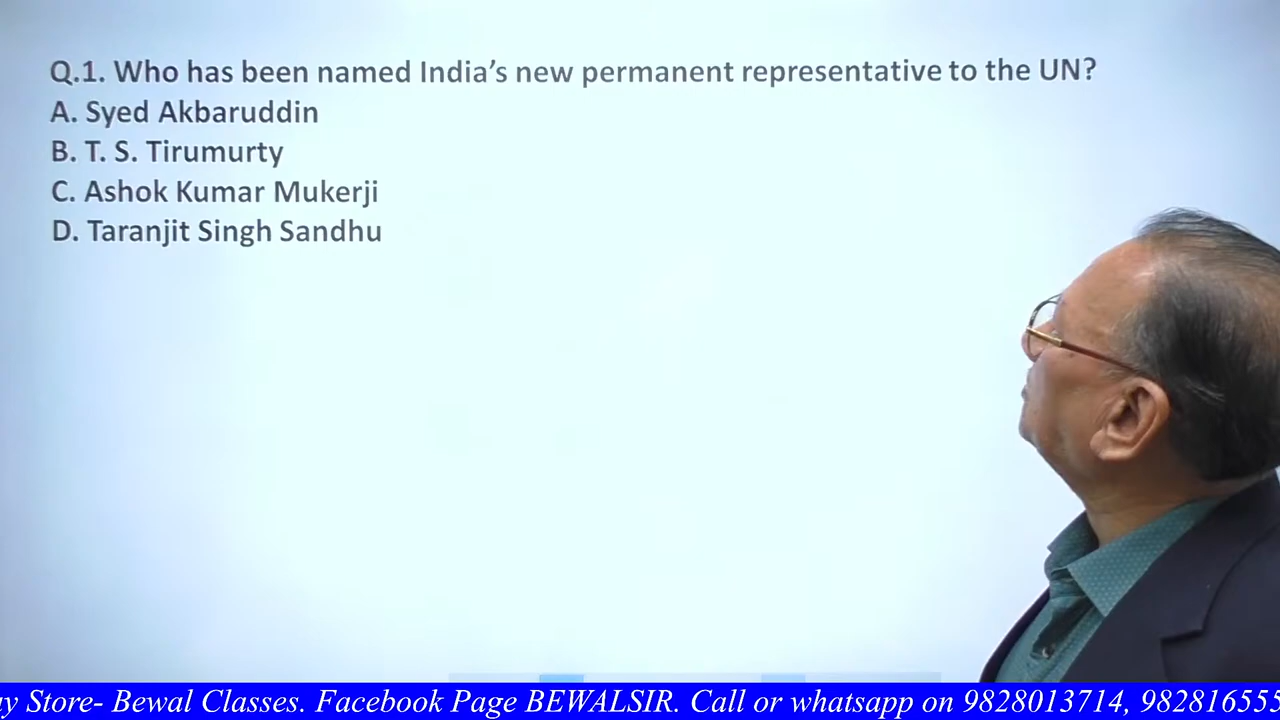 Q.1. Who has been named India's new permanent representative to the UN?
A. Syed Akbaruddin
B. T. S. Tirumurty
C. Ashok Kumar Mukerji
D. Taranjit Singh Sandhu
Store- Bewal Classes. Facebook Page BEWALSIR. Call or whatsapp on 9828013714,